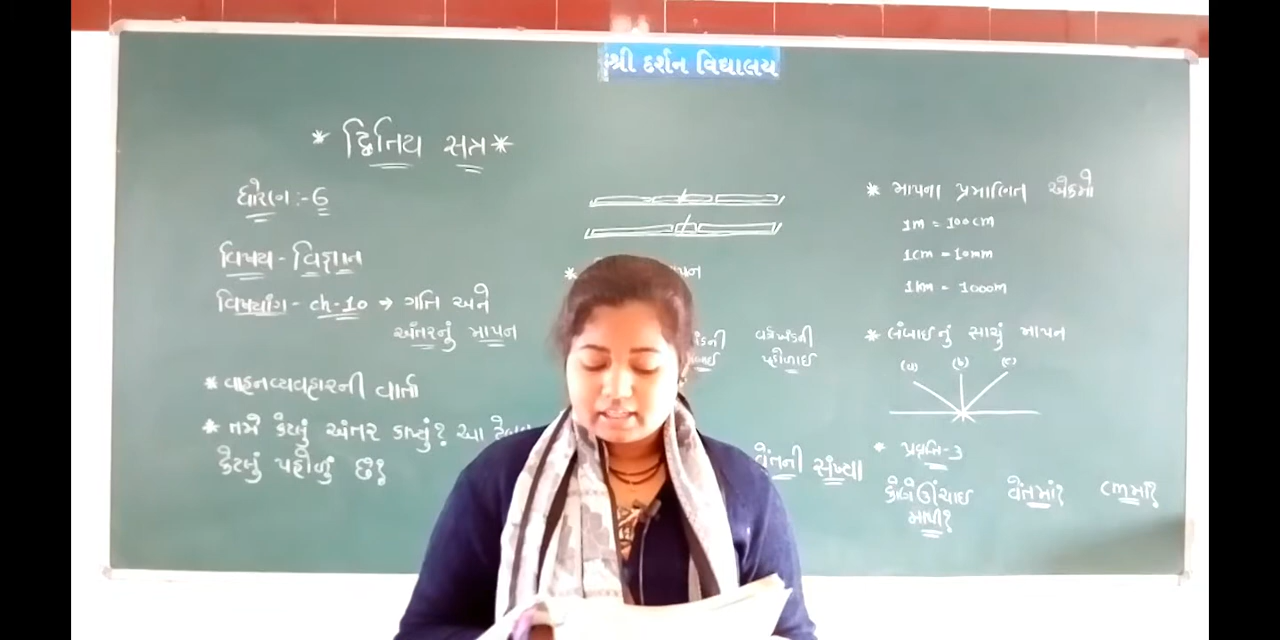 શ્રી દર્શન વિદ્યાલય
* દ્વિતિય સત્ર *
ધોરણ :- 6
વિષય - વિજ્ઞાન
વિષયાંગ - ch-10 → ગતિ અને
અંતરનું માપન
* વાહનવ્યવહારની વાર્તા
* તમે કેટલું અંતર કાપ્યું? આ ટેબલ
કેટલું પહોળું છે?
*
વર્ગખંડની
પહોળાઈ
વેંતની સંખ્યા
* માપના પ્રમાણિત એકમો
1m = 100cm
1cm = 10mm
1km = 1000m
* લંબાઈનું સાચું માપન
(a) (b) (c)
* પ્રવૃત્તિ-3
કોણે ઊંચાઈ વેંતમાં? cmમાં?
માપી?